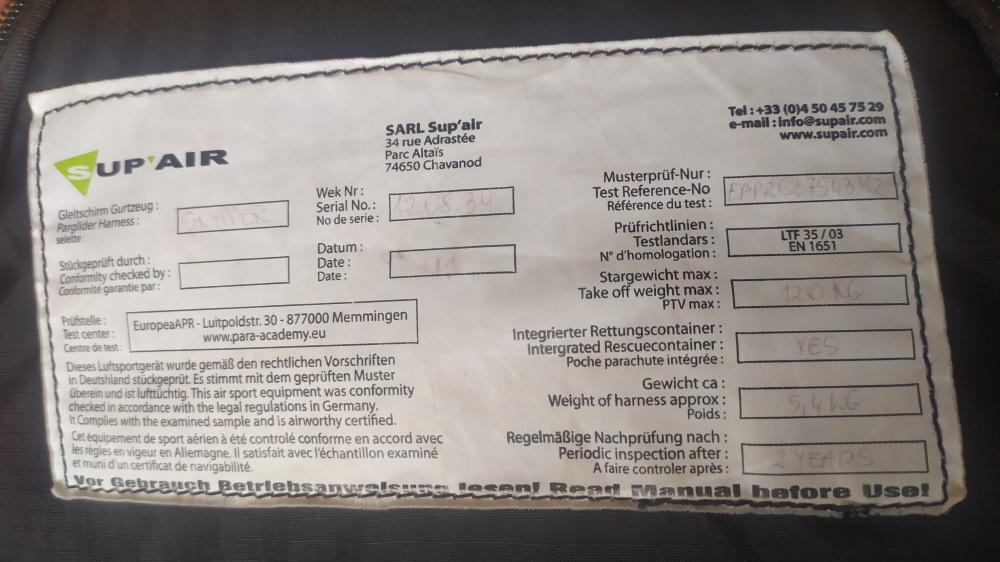 SUP'AIR
SARL Sup'air
34 rue Adrastée
Parc Altaïs
74650 Chavanod
Tel : +33 (0)4 50 45 75 29
e-mail : info@supair.com
www.supair.com
Gleitschirm Gurtzeug :
Parglider Harness :
selette :
Wek Nr :
Serial No. : 12.08.34
No de serie :
Musterprüf-Nur :
Test Reference-No
Référence du test :
Stückgeprüft durch :
Conformity checked by :
Conformité garantie par :
Datum :
Date :
Date :
Prüfrichtlinien :
Testlandars :
N° d'homologation :
LTF 35 / 03
EN 1651
Startgewicht max :
Take off weight max : 120 KG
PTV max :
Prüfstelle :
Test center :
Centre de test :
EuropeaAPR - Luitpoldstr. 30 - 877000 Memmingen
www.para-academy.eu
Integrierter Rettungscontainer :
Intergrated Rescuecontainer : YES
Poche parachute intégrée :
Gewicht ca :
Weight of harness approx : 5,4 KG
Poids :
Regelmäßige Nachprüfung nach :
Periodic inspection after : 2 YEARS
A faire controler après :
Dieses Luftsportgerät wurde gemäß den rechtlichen Vorschriften
in Deutshland stückgeprüt. Es stimmt mit dem geprüften Muster
überein und ist lufttüchtig. This air sport equipment was conformity
checked in accordance with the legal regulations in Germany.
It Complies with the examined sample and is airworthy certified.
Cet équipement de sport aérien à été controlé conforme en accord avec
les règles en vigeur en Allemagne. Il satisfait avec l'échantillon examiné
et muni d'un certificat de navigabilité.
Vor Gebrauch Betriebsanweisung lesen! Read Manual before Use!